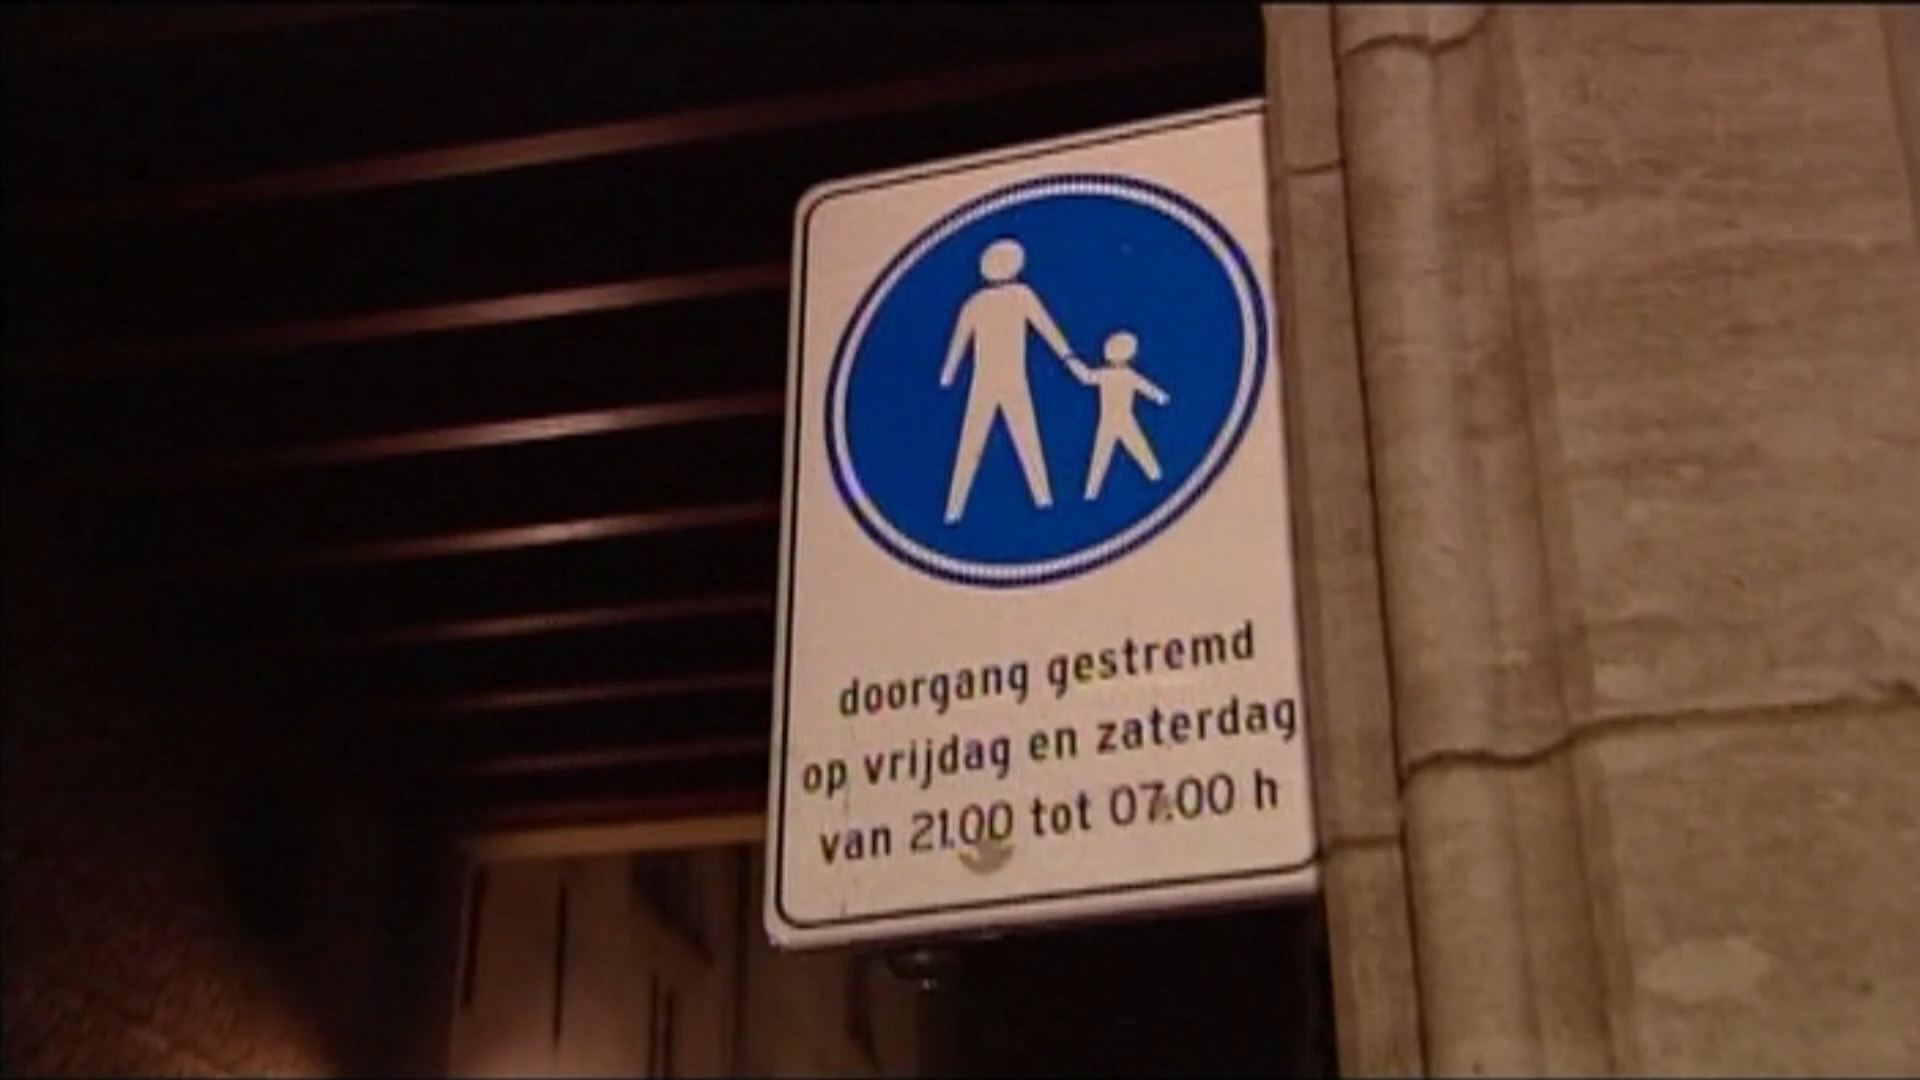 doorgang gestremd
op vrijdag en zaterdag
van 21.00 tot 07.00 h